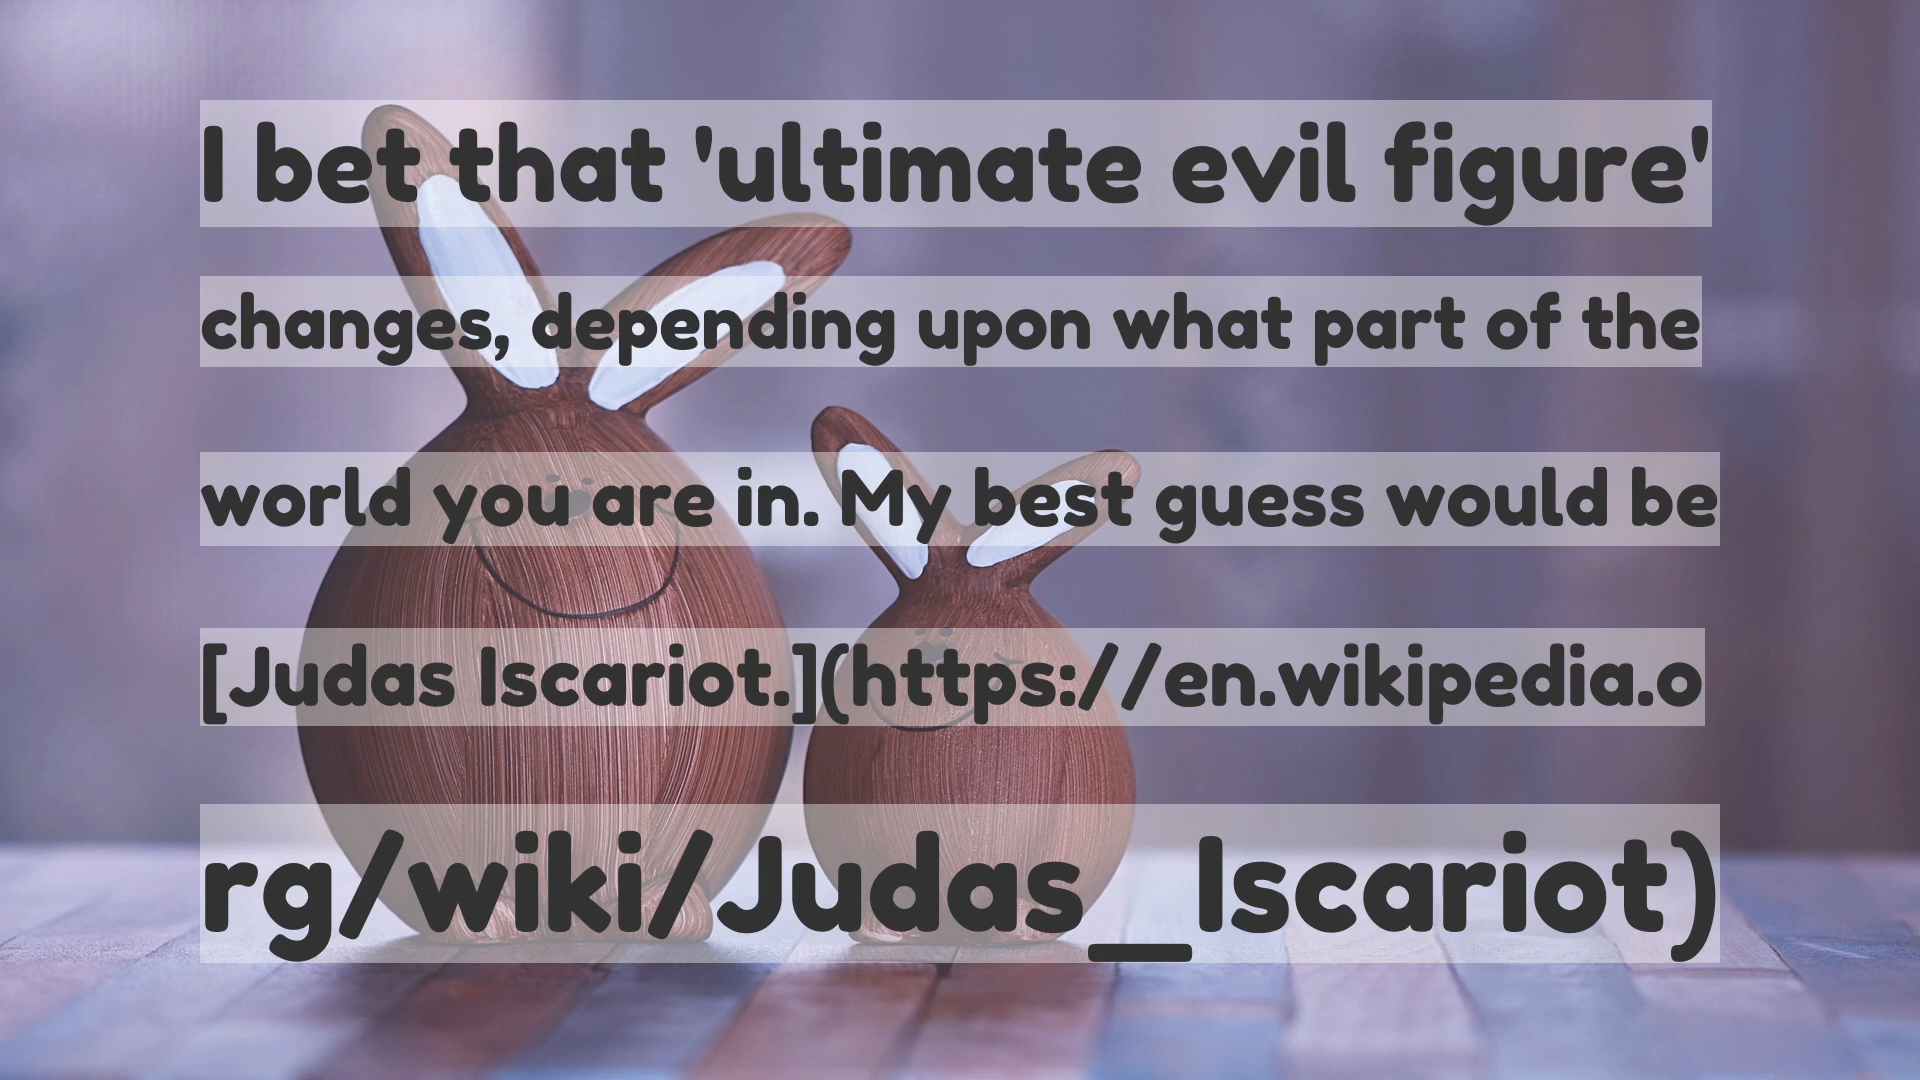 I bet that 'ultimate evil figure'
changes, depending upon what part of the
world you are in. My best guess would be
[Judas Iscariot.](https://en.wikipedia.o
rg/wiki/Judas_Iscariot)